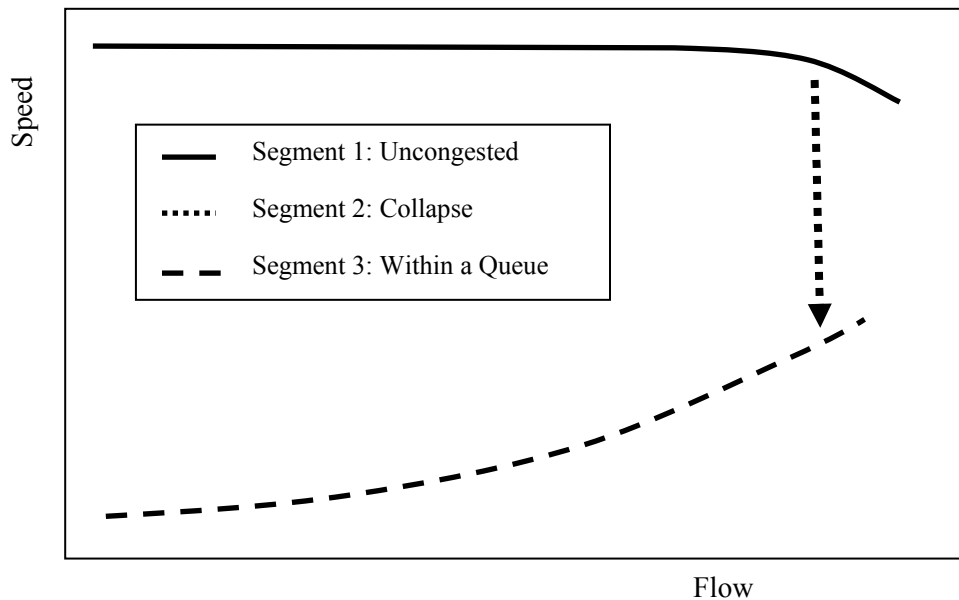 Speed
Segment 1: Uncongested
Segment 2: Collapse
Segment 3: Within a Queue
Flow